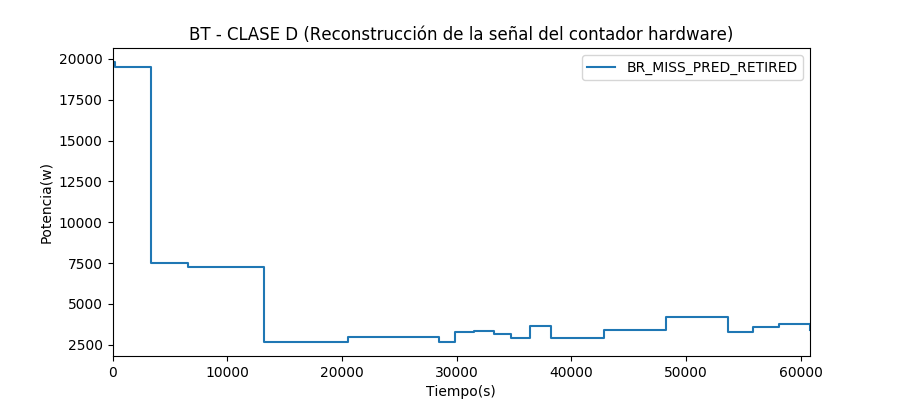 BT - CLASE D (Reconstrucción de la señal del contador hardware)
BR_MISS_PRED_RETIRED
Potencia(w)
20000
17500
15000
12500
10000
7500
5000
2500
0 10000 20000 30000 40000 50000 60000
Tiempo(s)